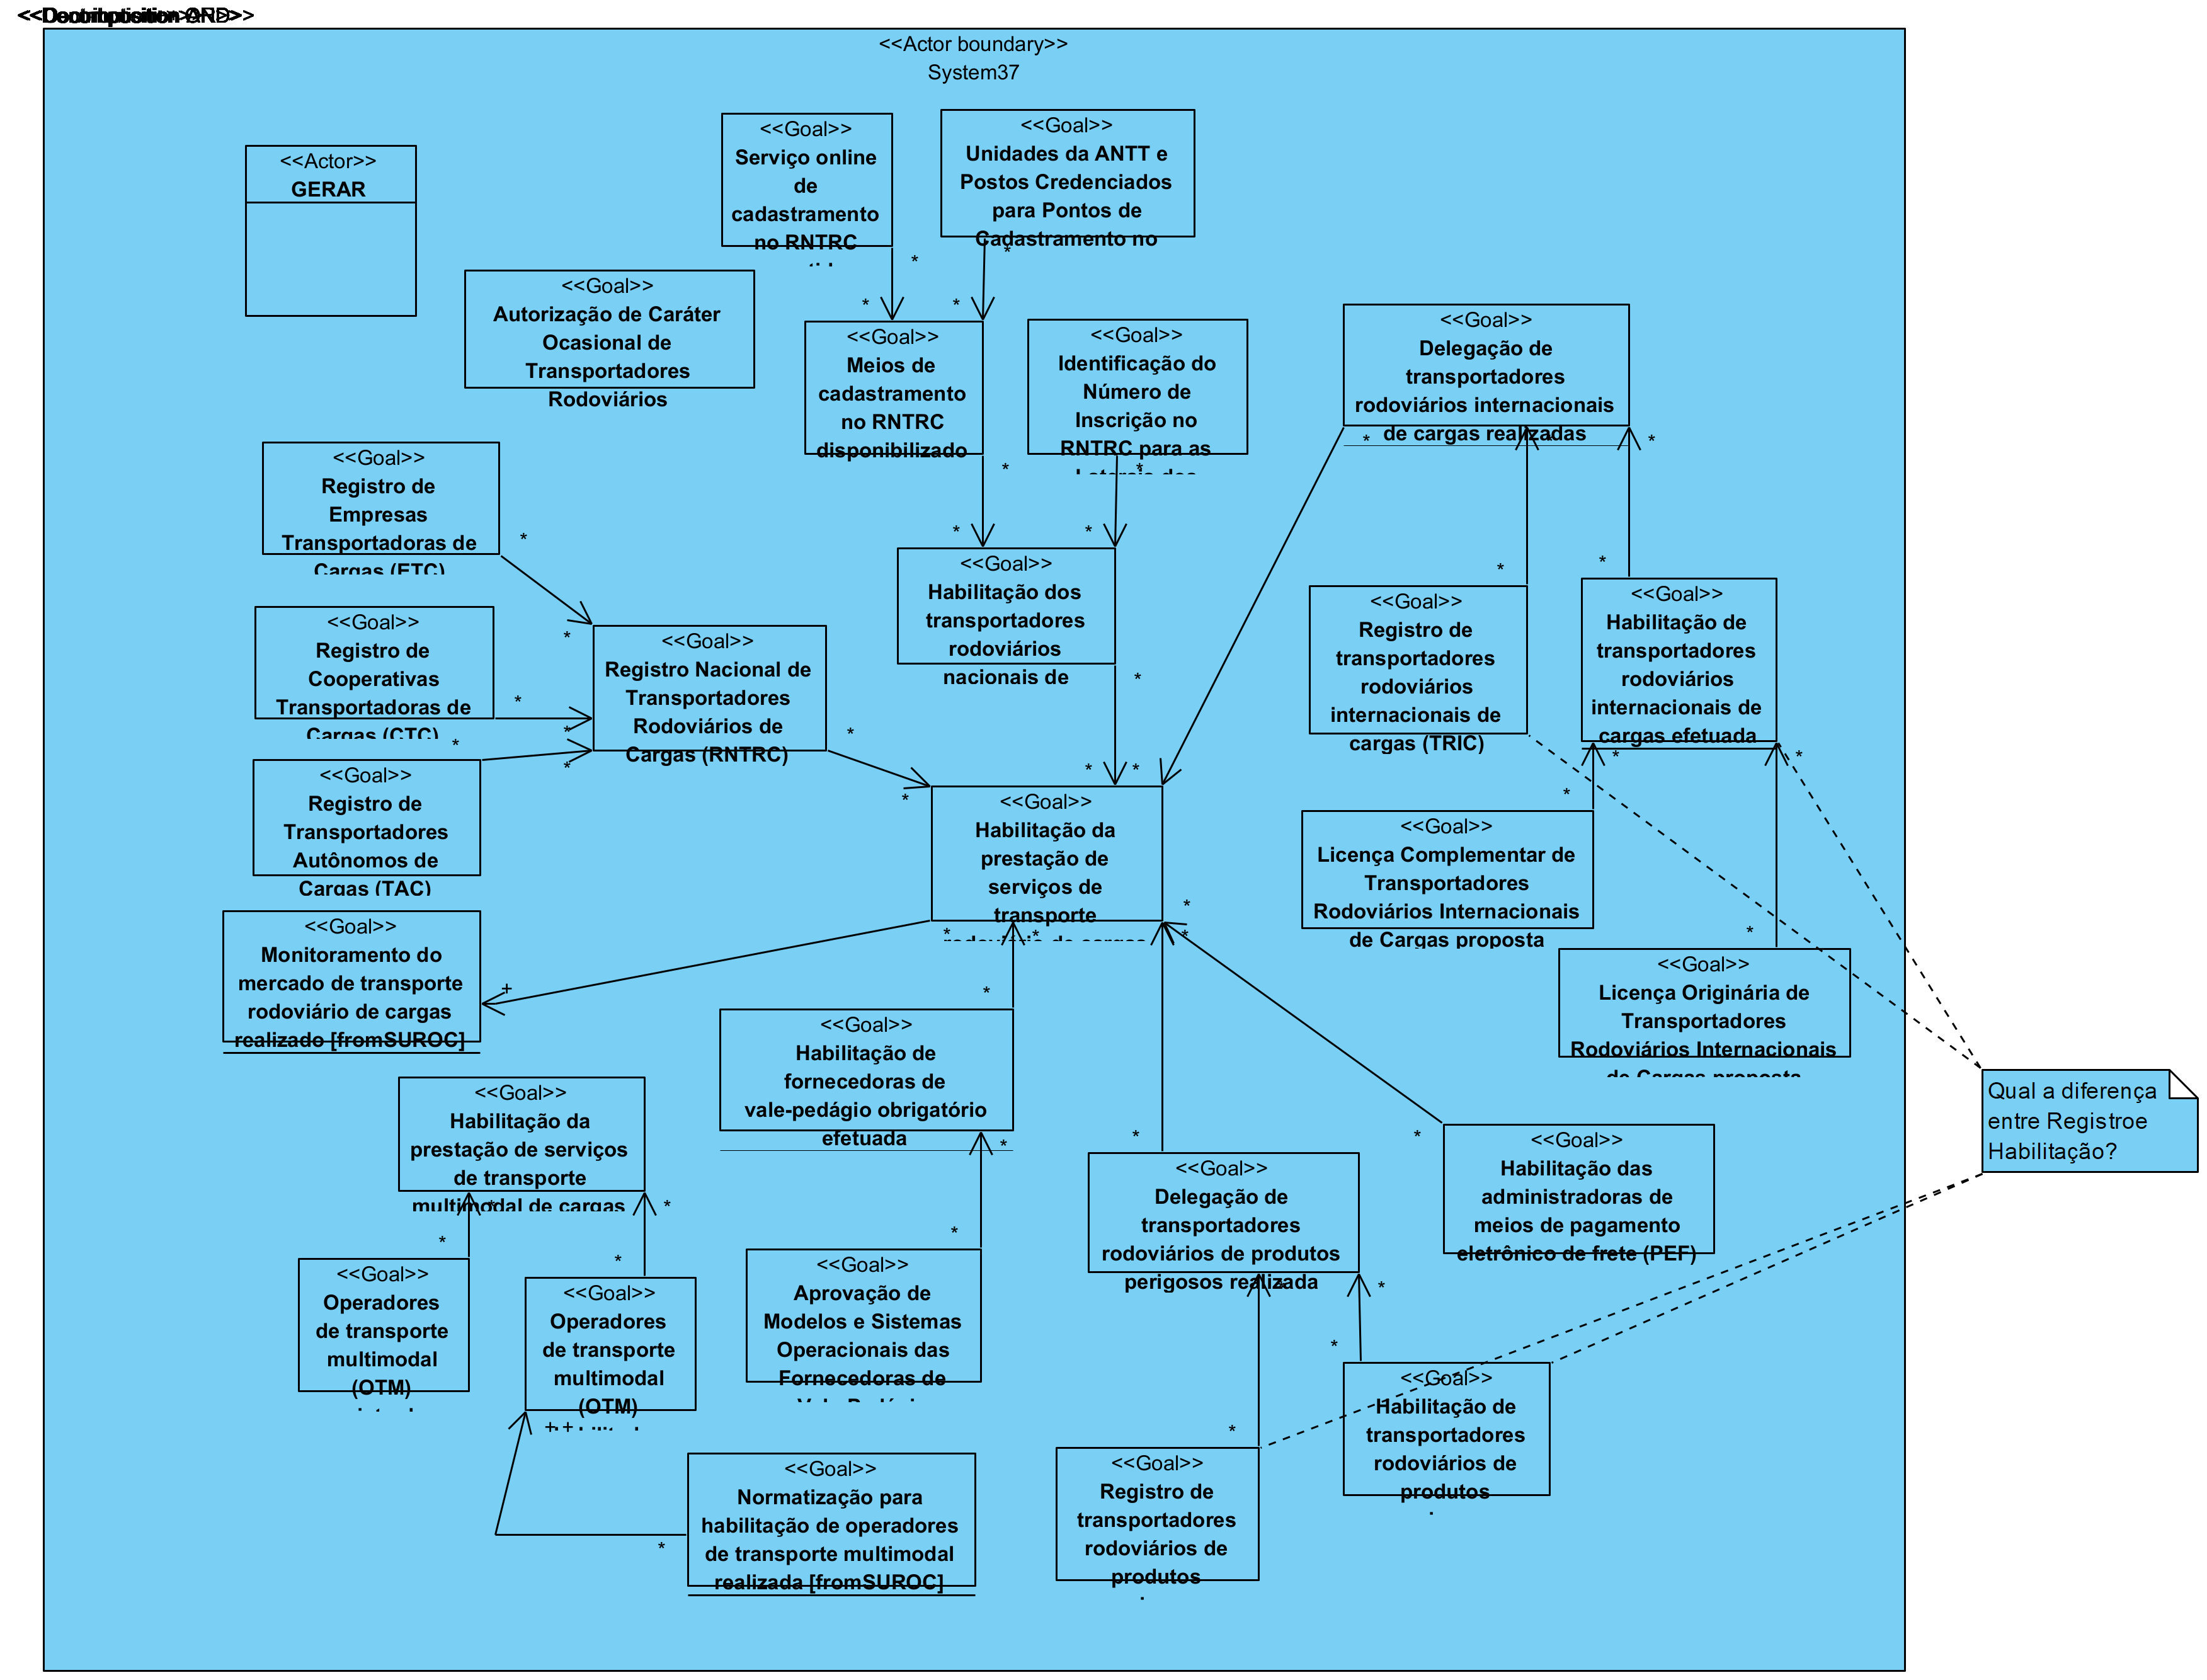 <<Actor boundary>>
System37
<<Actor>>
GERAR
<<Goal>>
Serviço online
de
cadastramento
no RNTRC
<<Goal>>
Unidades da ANTT e
Postos Credenciados
para Pontos de
Cadastramento no
<<Goal>>
Autorização de Caráter
Ocasional de
Transportadores
Rodoviários
<<Goal>>
Meios de
cadastramento
no RNTRC
disponibilizado
<<Goal>>
Identificação do
Número de
Inscrição no
RNTRC para as
<<Goal>>
Delegação de
transportadores
rodoviários internacionais
de cargas realizadas
<<Goal>>
Registro de
Empresas
Transportadoras de
Cargas (ETC)
<<Goal>>
Registro de
Cooperativas
Transportadoras de
Cargas (CTC)
<<Goal>>
Registro Nacional de
Transportadores
Rodoviários de
Cargas (RNTRC)
<<Goal>>
Habilitação dos
transportadores
rodoviários
nacionais de
<<Goal>>
Registro de
transportadores
rodoviários
internacionais de
cargas (TRIC)
<<Goal>>
Habilitação de
transportadores
rodoviários
internacionais de
cargas efetuada
<<Goal>>
Registro de
Transportadores
Autônomos de
Cargas (TAC)
<<Goal>>
Habilitação da
prestação de
serviços de
transporte
rodoviário de cargas
<<Goal>>
Licença Complementar de
Transportadores
Rodoviários Internacionais
de Cargas proposta
<<Goal>>
Monitoramento do
mercado de transporte
rodoviário de cargas
realizado [fromSUROC]
<<Goal>>
Licença Originária de
Transportadores
Rodoviários Internacionais
de Cargas proposta
<<Goal>>
Habilitação de
fornecedoras de
vale-pedágio obrigatório
efetuada
Qual a diferença
entre Registroe
Habilitação?
<<Goal>>
Habilitação da
prestação de serviços
de transporte
multimodal de cargas
<<Goal>>
Delegação de
transportadores
rodoviários de produtos
perigosos realizada
<<Goal>>
Habilitação das
administradoras de
meios de pagamento
eletrônico de frete (PEF)
<<Goal>>
Operadores
de transporte
multimodal
(OTM)
<<Goal>>
Operadores
de transporte
multimodal
(OTM)
<<Goal>>
Aprovação de
Modelos e Sistemas
Operacionais das
Fornecedoras de
<<Goal>>
Habilitação de
transportadores
rodoviários de
produtos
<<Goal>>
Normatização para
habilitação de operadores
de transporte multimodal
realizada [fromSUROC]
<<Goal>>
Registro de
transportadores
rodoviários de
produtos